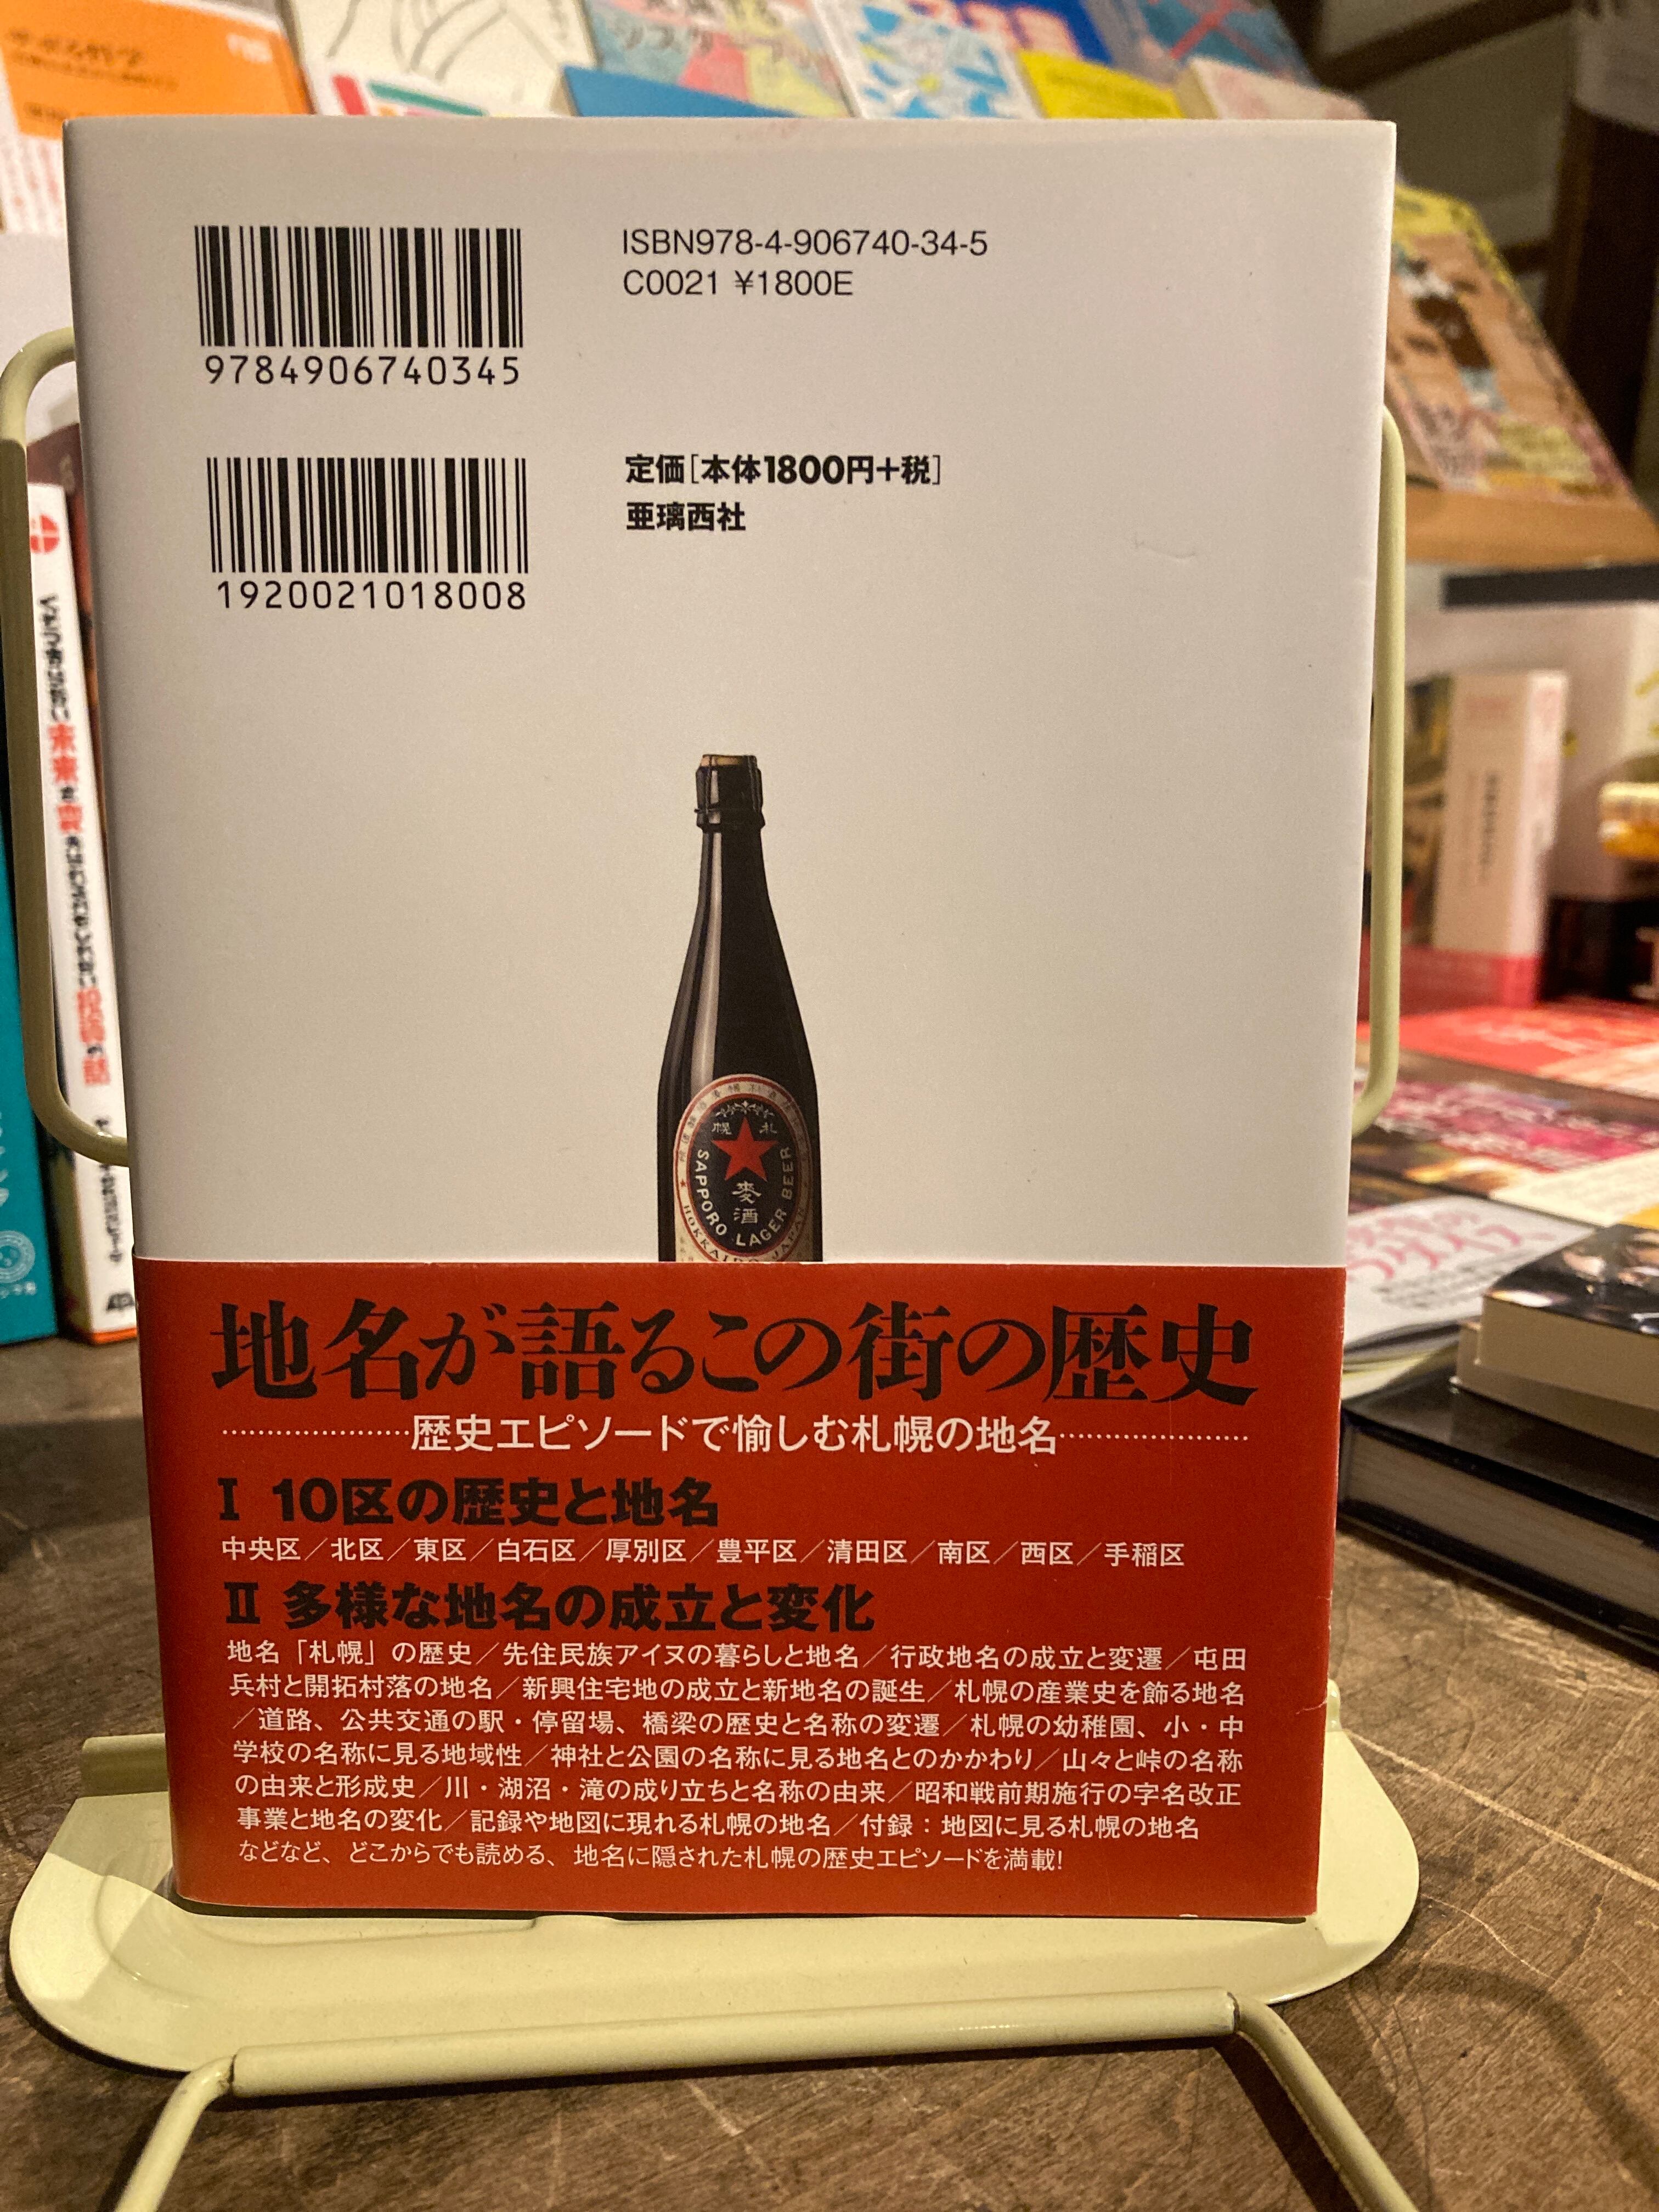 ISBN978-4-906740-34-5
C0021 ¥1800E
9784906740345
定価[本体1800円+税]
亜璃西社
1920021018008
札幌
SAPPORO LAGER BEER
麥
酒
地名が語るこの街の歴史
歴史エピソードで愉しむ札幌の地名
Ⅰ 10区の歴史と地名
中央区／北区／東区／白石区／厚別区／豊平区／清田区／南区／西区／手稲区
Ⅱ 多様な地名の成立と変化
地名「札幌」の歴史／先住民族アイヌの暮らしと地名／行政地名の成立と変遷／屯田
兵村と開拓村落の地名／新興住宅地の成立と新地名の誕生／札幌の産業史を飾る地名
／道路、公共交通の駅・停留場、橋梁の歴史と名称の変遷／札幌の幼稚園、小・中
学校の名称に見る地域性／神社と公園の名称に見る地名とのかかわり／山々と峠の名称
の由来と形成史／川・湖沼・滝の成り立ちと名称の由来／昭和戦前期施行の字名改正
事業と地名の変化／記録や地図に現れる札幌の地名／付録：地図に見る札幌の地名
などなど、どこからでも読める、地名に隠された札幌の歴史エピソードを満載!